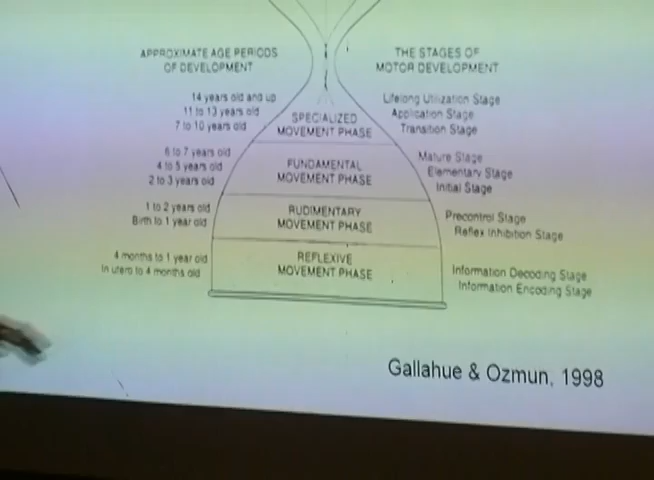 APPROXIMATE AGE PERIODS
OF DEVELOPMENT
THE STAGES OF
MOTOR DEVELOPMENT
14 years old and up
11 to 13 years old
7 to 10 years old
SPECIALIZED
MOVEMENT PHASE
Lifelong Utilization Stage
Application Stage
Transition Stage
6 to 7 years old
4 to 5 years old
2 to 3 years old
FUNDAMENTAL
MOVEMENT PHASE
Mature Stage
Elementary Stage
Initial Stage
1 to 2 years old
Birth to 1 year old
RUDIMENTARY
MOVEMENT PHASE
Precontrol Stage
Reflex Inhibition Stage
4 months to 1 year old
In utero to 4 months old
REFLEXIVE
MOVEMENT PHASE
Information Decoding Stage
Information Encoding Stage
Gallahue & Ozmun, 1998